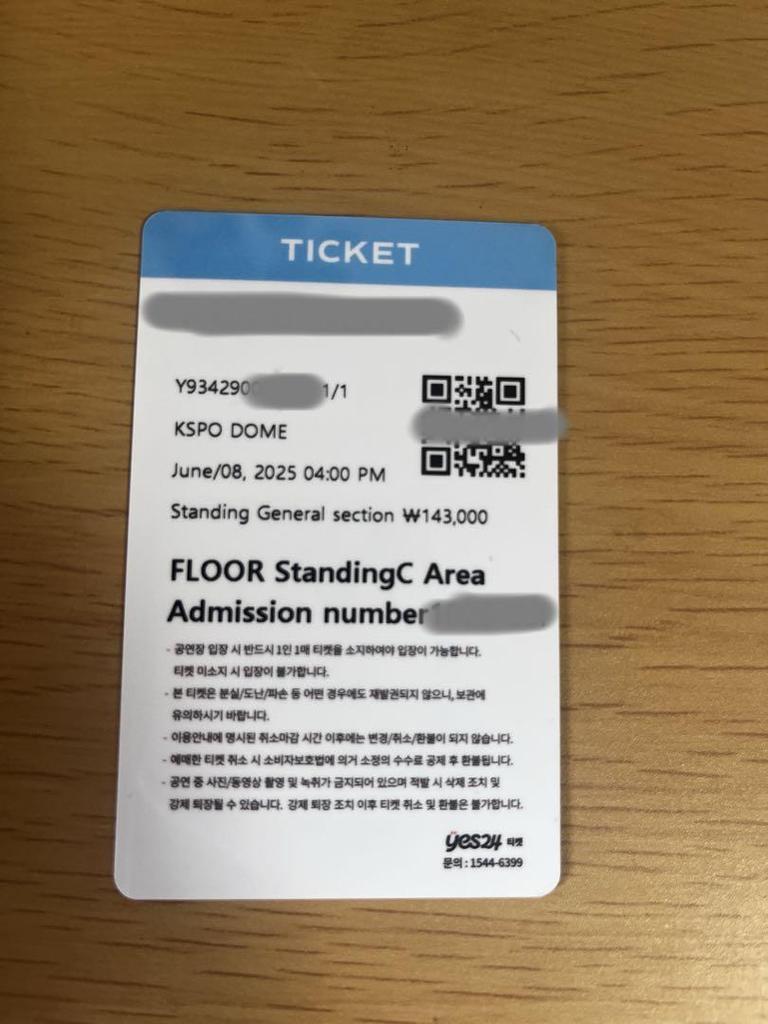 TICKET
Y934290 1/1
KSPO DOME
June/08, 2025 04:00 PM
Standing General section ₩143,000
FLOOR StandingC Area
Admission number
- 공연장 입장 시 반드시 1인 1매 티켓을 소지하여야 입장이 가능합니다.
티켓 미소지 시 입장이 불가합니다.
- 본 티켓은 분실/도난/파손 등 어떤 경우에도 재발권되지 않으니, 보관에
유의하시기 바랍니다.
- 이용안내에 명시된 취소마감 시간 이후에는 변경/취소/환불이 되지 않습니다.
- 예매한 티켓 취소 시 소비자보호법에 의거 소정의 수수료 공제 후 환불됩니다.
- 공연 중 사진/동영상 촬영 및 녹취가 금지되어 있으며 적발 시 삭제 조치 및
강제 퇴장될 수 있습니다. 강제 퇴장 조치 이후 티켓 취소 및 환불은 불가합니다.
yes24 티켓
문의 : 1544-6399